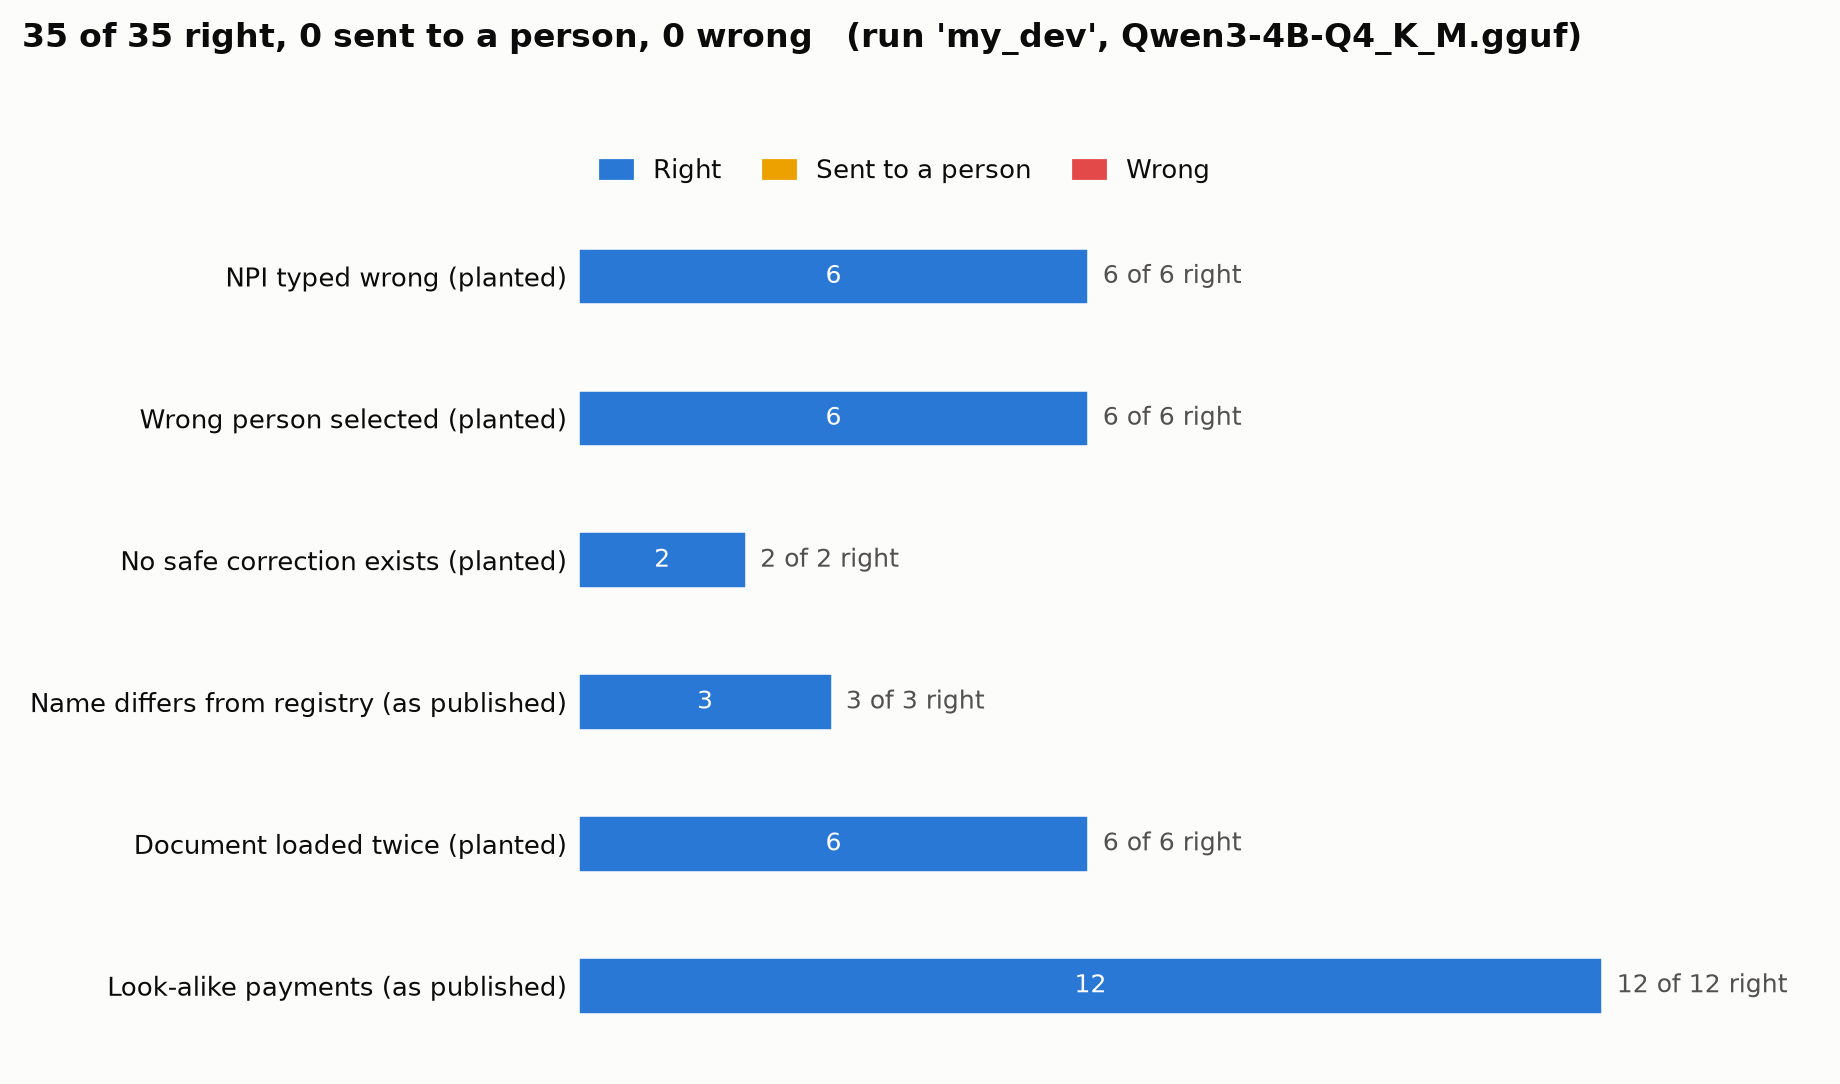 35 of 35 right, 0 sent to a person, 0 wrong   (run 'my_dev', Qwen3-4B-Q4_K_M.gguf)
Right   Sent to a person   Wrong
NPI typed wrong (planted)   6   6 of 6 right
Wrong person selected (planted)   6   6 of 6 right
No safe correction exists (planted)   2   2 of 2 right
Name differs from registry (as published)   3   3 of 3 right
Document loaded twice (planted)   6   6 of 6 right
Look-alike payments (as published)   12   12 of 12 right